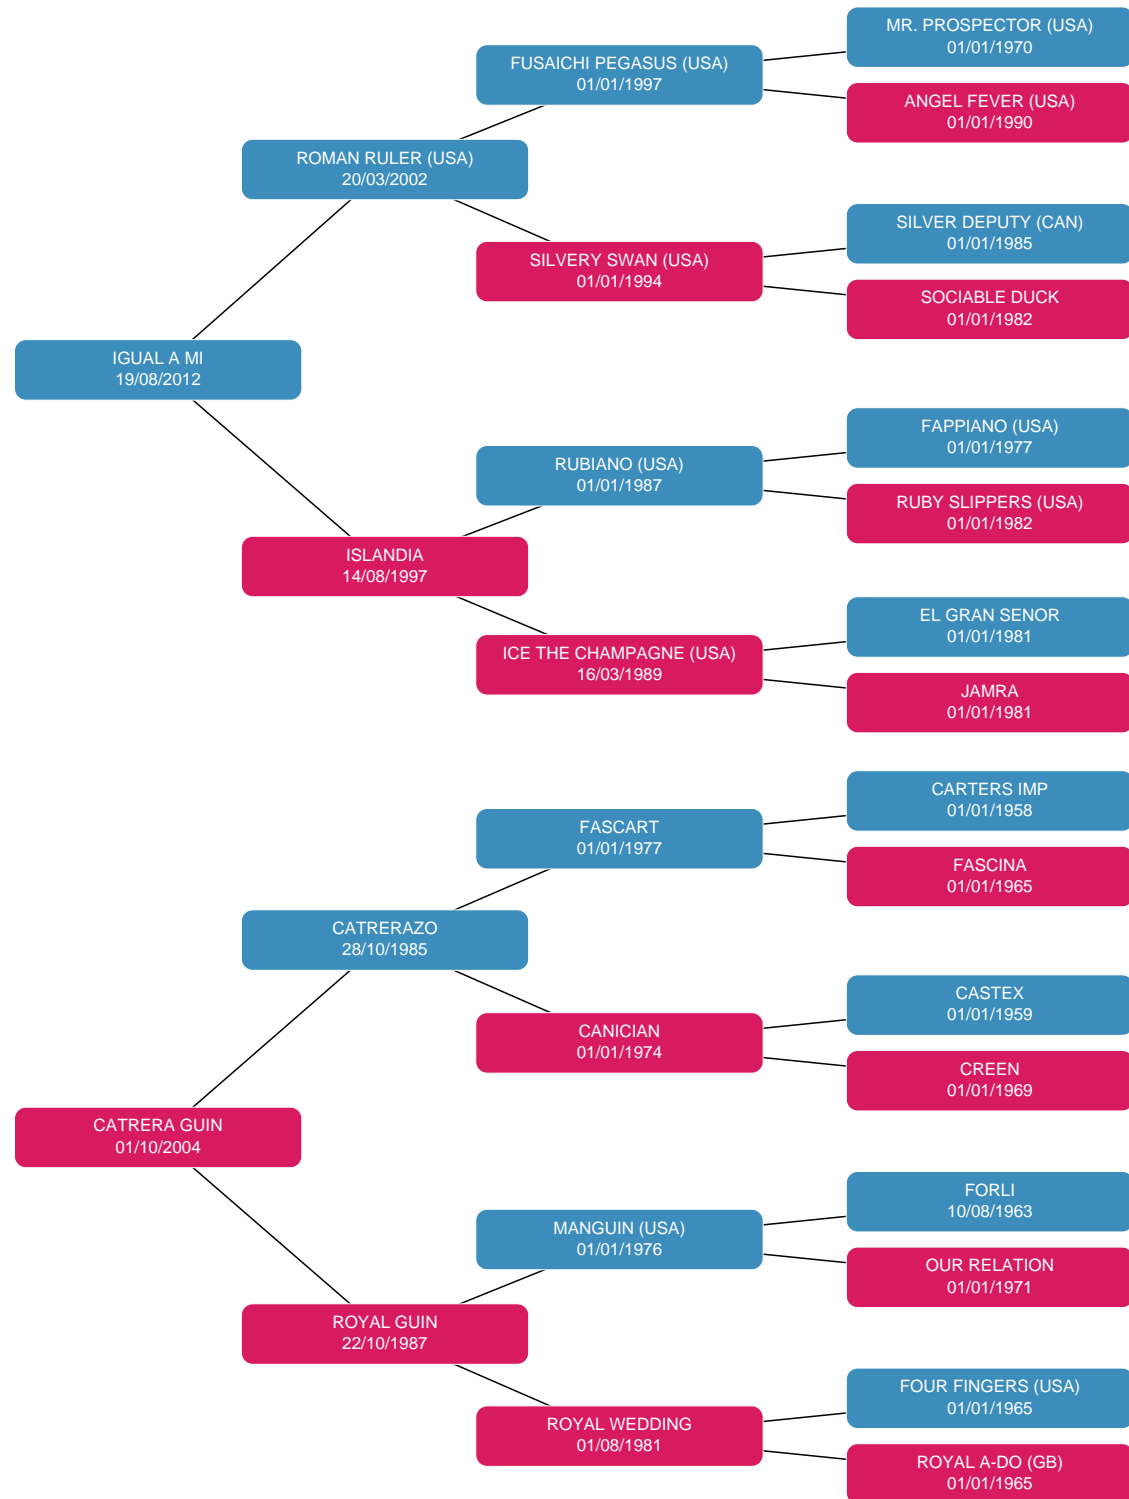 MR. PROSPECTOR (USA)
01/01/1970
FUSAICHI PEGASUS (USA)
01/01/1997
ANGEL FEVER (USA)
01/01/1990
ROMAN RULER (USA)
20/03/2002
SILVER DEPUTY (CAN)
01/01/1985
SILVERY SWAN (USA)
01/01/1994
SOCIABLE DUCK
01/01/1982
IGUAL A MI
19/08/2012
FAPPIANO (USA)
01/01/1977
RUBIANO (USA)
01/01/1987
RUBY SLIPPERS (USA)
01/01/1982
ISLANDIA
14/08/1997
EL GRAN SENOR
01/01/1981
ICE THE CHAMPAGNE (USA)
16/03/1989
JAMRA
01/01/1981
CARTERS IMP
01/01/1958
FASCART
01/01/1977
FASCINA
01/01/1965
CATRERAZO
28/10/1985
CASTEX
01/01/1959
CANICIAN
01/01/1974
CREEN
01/01/1969
CATRERA GUIN
01/10/2004
FORLI
10/08/1963
MANGUIN (USA)
01/01/1976
OUR RELATION
01/01/1971
ROYAL GUIN
22/10/1987
FOUR FINGERS (USA)
01/01/1965
ROYAL WEDDING
01/08/1981
ROYAL A-DO (GB)
01/01/1965